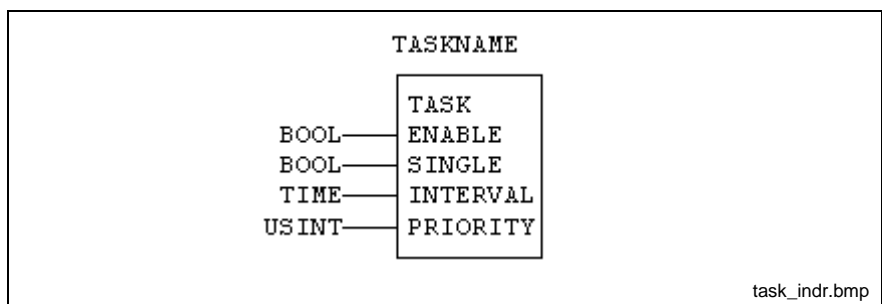 TASKNAME
TASK
BOOL ENABLE
BOOL SINGLE
TIME INTERVAL
USINT PRIORITY
task_indr.bmp